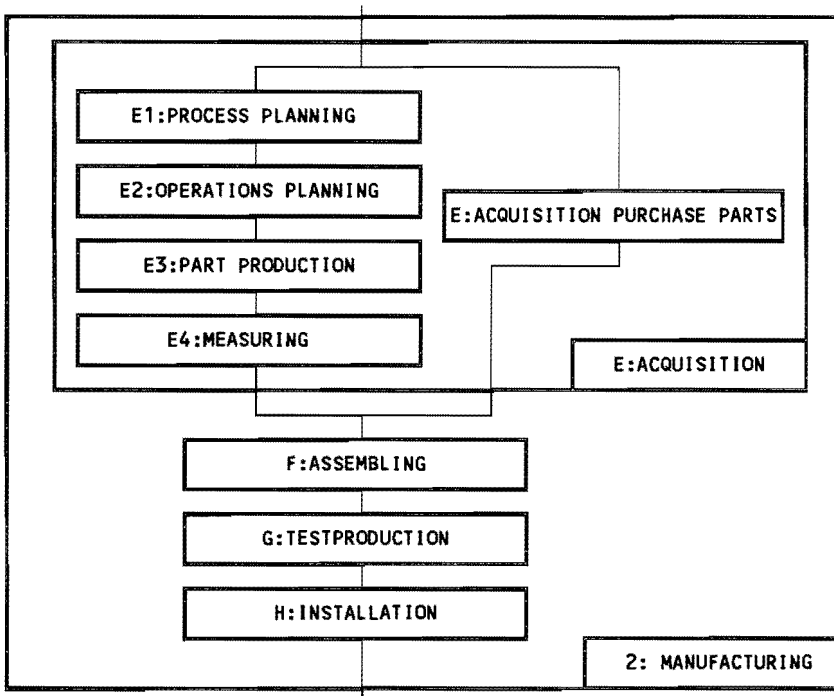 E1:PROCESS PLANNING
E2:OPERATIONS PLANNING
E:ACQUISITION PURCHASE PARTS
E3:PART PRODUCTION
E4:MEASURING
E:ACQUISITION
F:ASSEMBLING
G:TESTPRODUCTION
H:INSTALLATION
2: MANUFACTURING